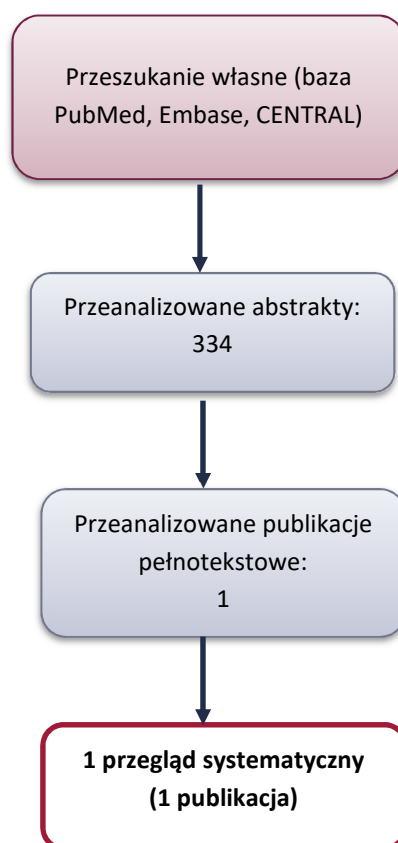 Przeszukanie własne (baza
PubMed, Embase, CENTRAL)
Przeanalizowane abstrakty:
334
Przeanalizowane publikacje
pełnotekstowe:
1
1 przegląd systematyczny
(1 publikacja)